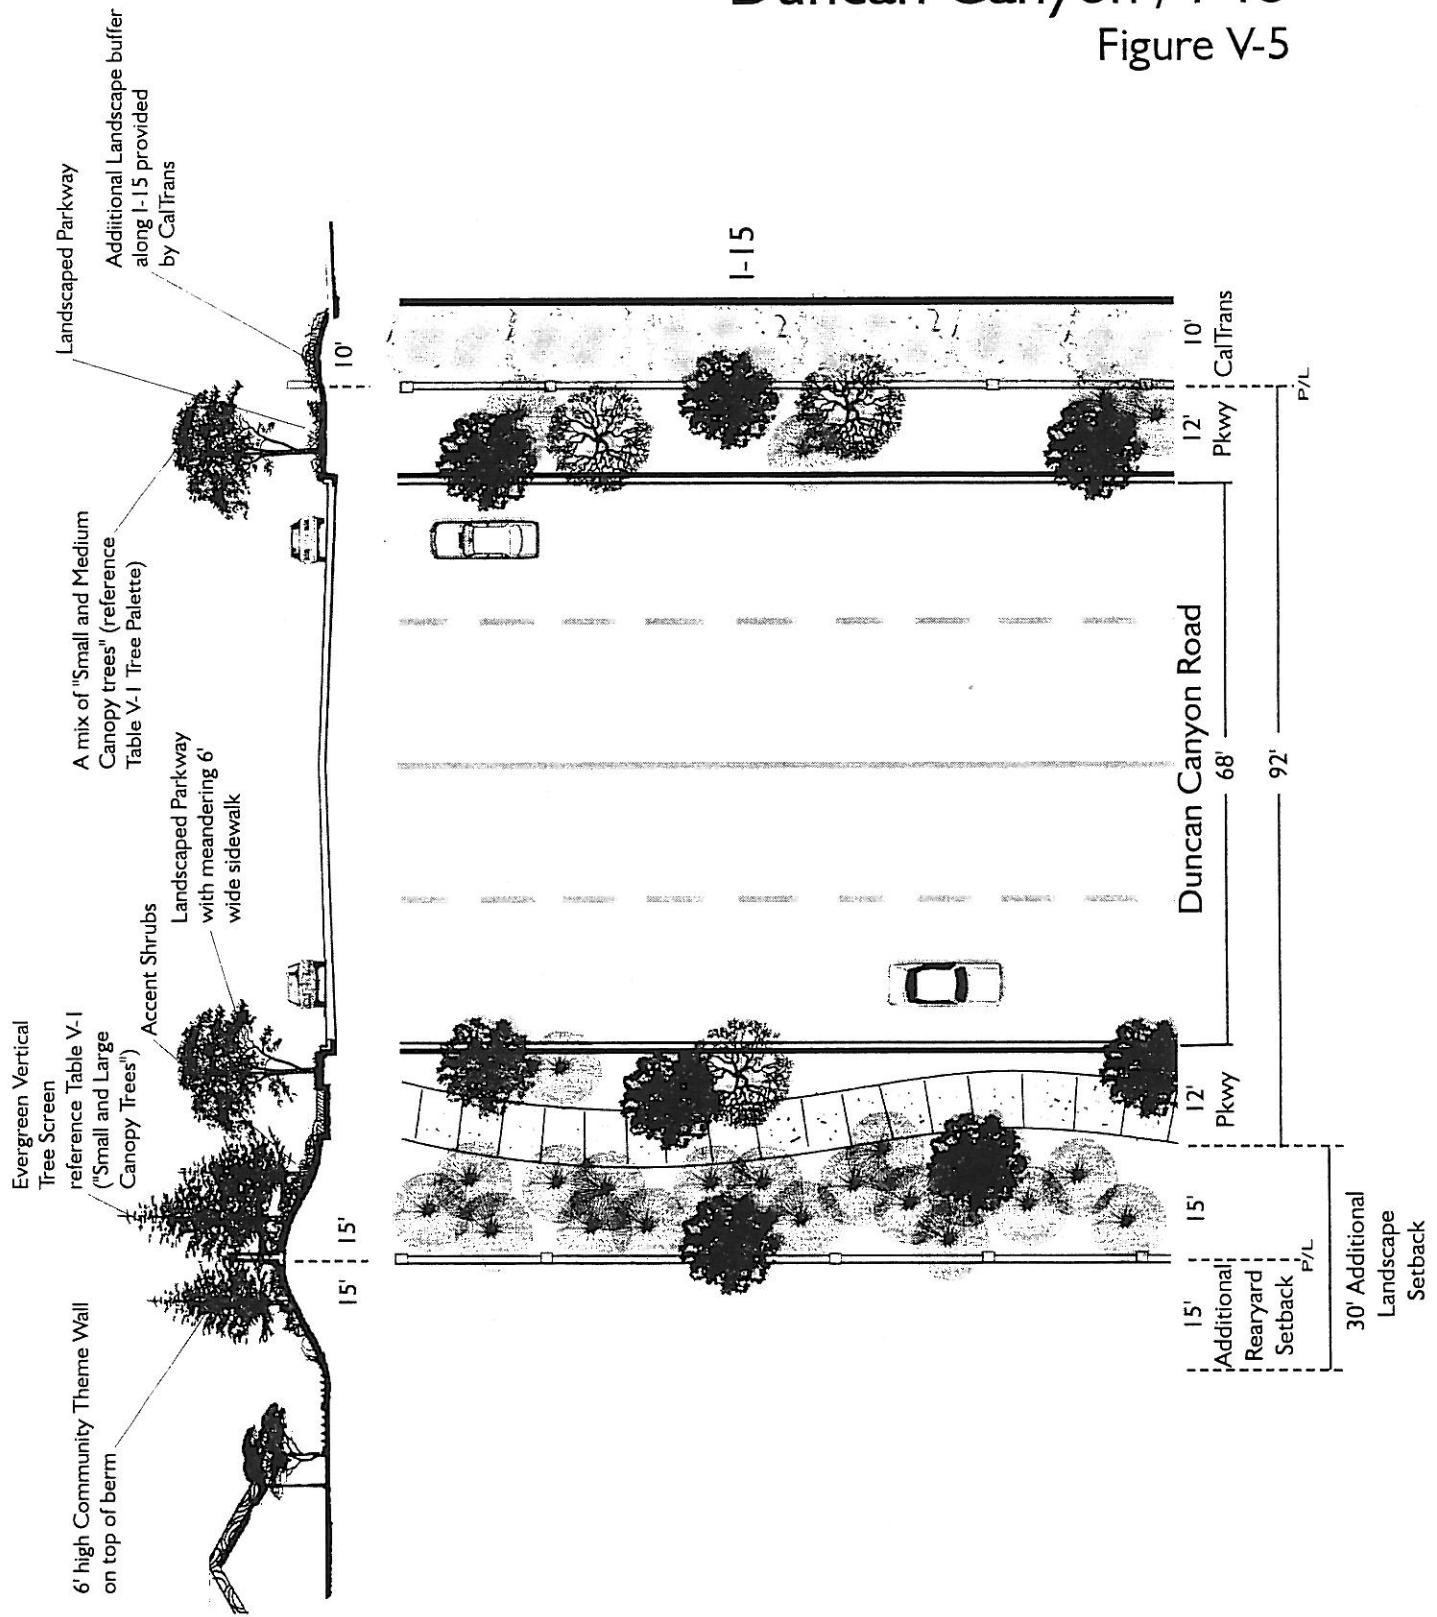 Duncan Canyon / I-15
Figure V-5
6' high Community Theme Wall
on top of berm
Evergreen Vertical
Tree Screen
reference Table V-1
("Small and Large
Canopy Trees")
Accent Shrubs
Landscaped Parkway
with meandering 6'
wide sidewalk
A mix of "Small and Medium
Canopy trees" (reference
Table V-1 Tree Palette)
Landscaped Parkway
Addiitional Landscape buffer
along I-15 provided
by CalTrans
15'
15'
10'
I-15
Duncan Canyon Road
15'
Additional
Rearyard
Setback
15'
12'
Pkwy
68'
12'
Pkwy
10'
CalTrans
92'
P/L
P/L
30' Additional
Landscape
Setback